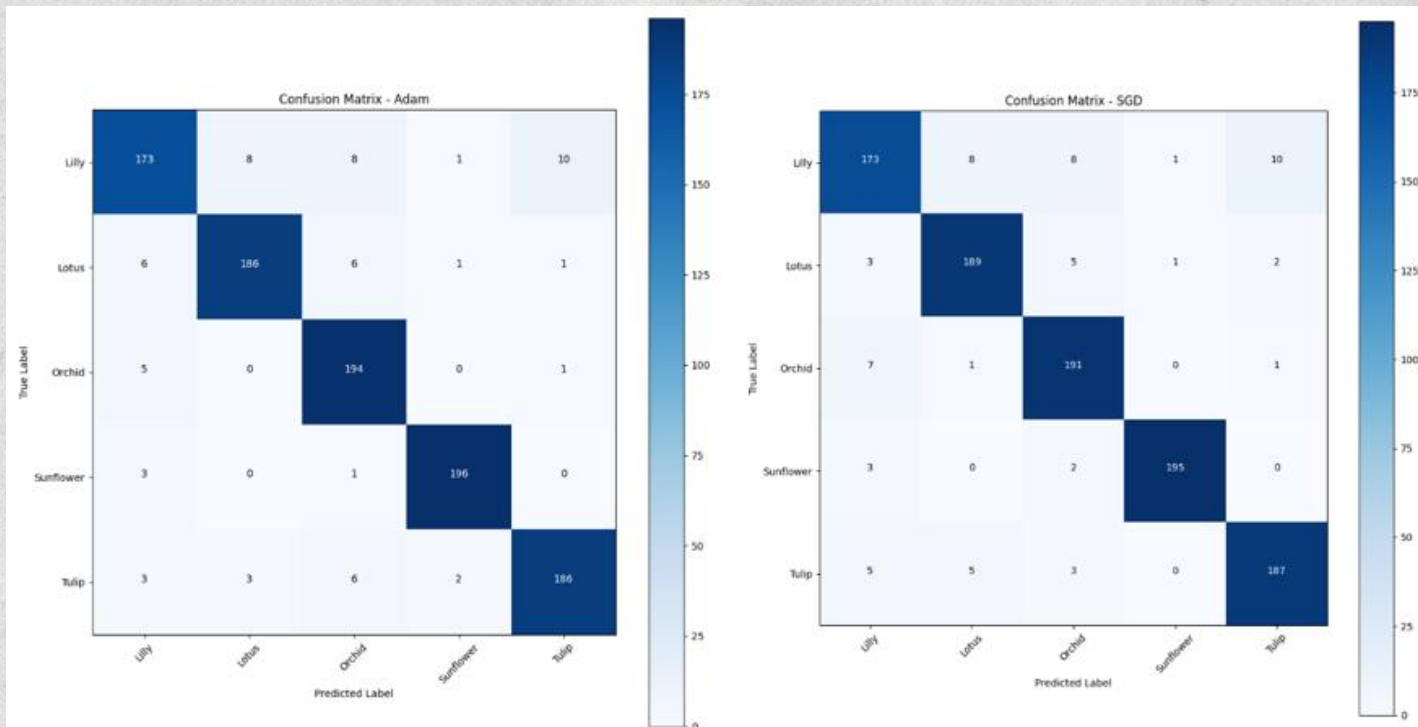 Confusion Matrix - Adam
175
150
125
100
75
50
25
0
True Label
Lilly 173 8 8 1 10
Lotus 6 186 6 1 1
Orchid 5 0 194 0 1
Sunflower 3 0 1 196 0
Tulip 3 3 6 2 186
Lilly Lotus Orchid Sunflower Tulip
Predicted Label
Confusion Matrix - SGD
175
150
125
100
75
50
25
0
True Label
Lilly 173 8 8 1 10
Lotus 3 189 5 1 2
Orchid 7 1 191 0 1
Sunflower 3 0 2 195 0
Tulip 5 5 3 0 187
Lilly Lotus Orchid Sunflower Tulip
Predicted Label